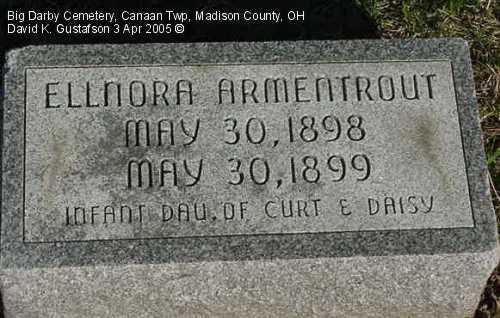 Big Darby Cemetery, Canaan Twp, Madison County, OH
David K. Gustafson 3 Apr 2005 ©
ELLNORA ARMENTROUT
MAY 30, 1898
MAY 30, 1899
INFANT DAU. OF CURT & DAISY